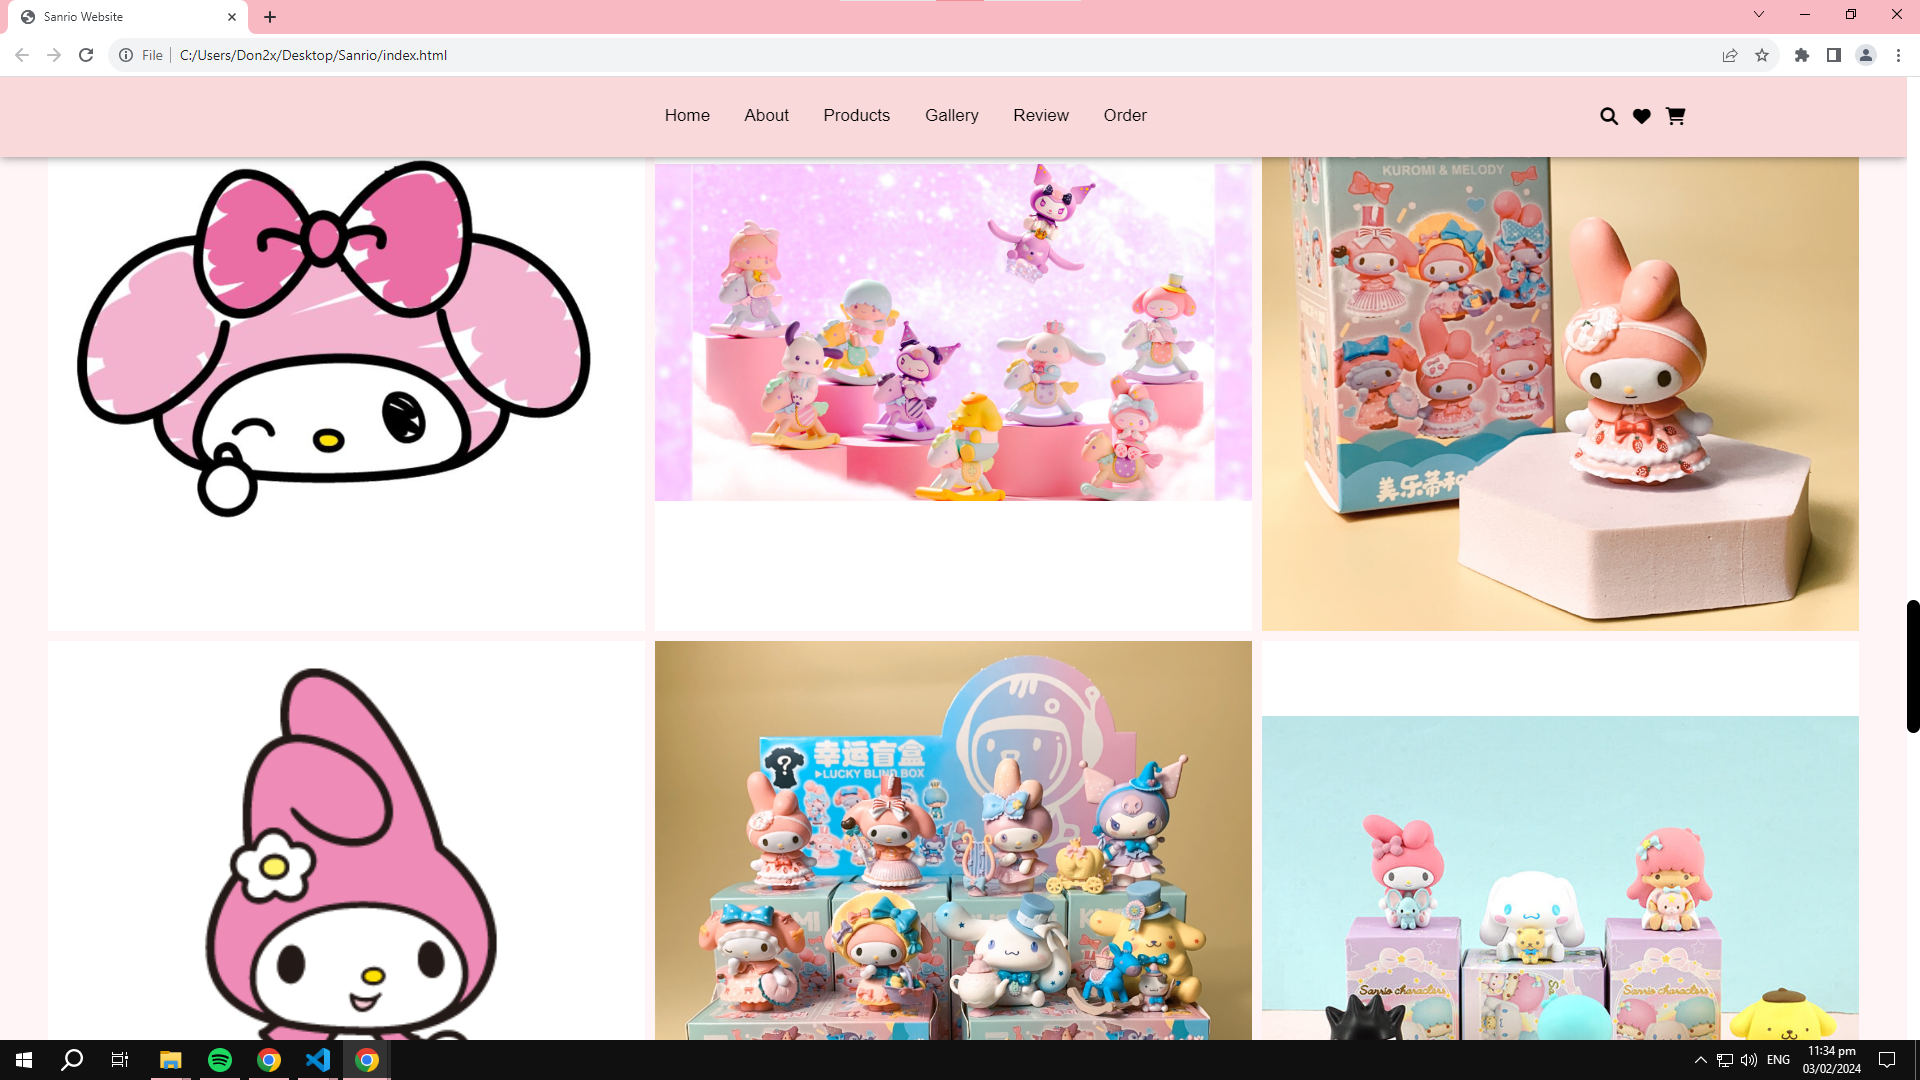 Sanrio Website
File
C:/Users/Don2x/Desktop/Sanrio/index.html
Home
About
Products
Gallery
Review
Order
KUROMI & MELODY
美乐蒂和
幸运盲盒
?
LUCKY BLIND BOX
Sanrio characters
Sanrio characters
ENG
11:34 pm
03/02/2024